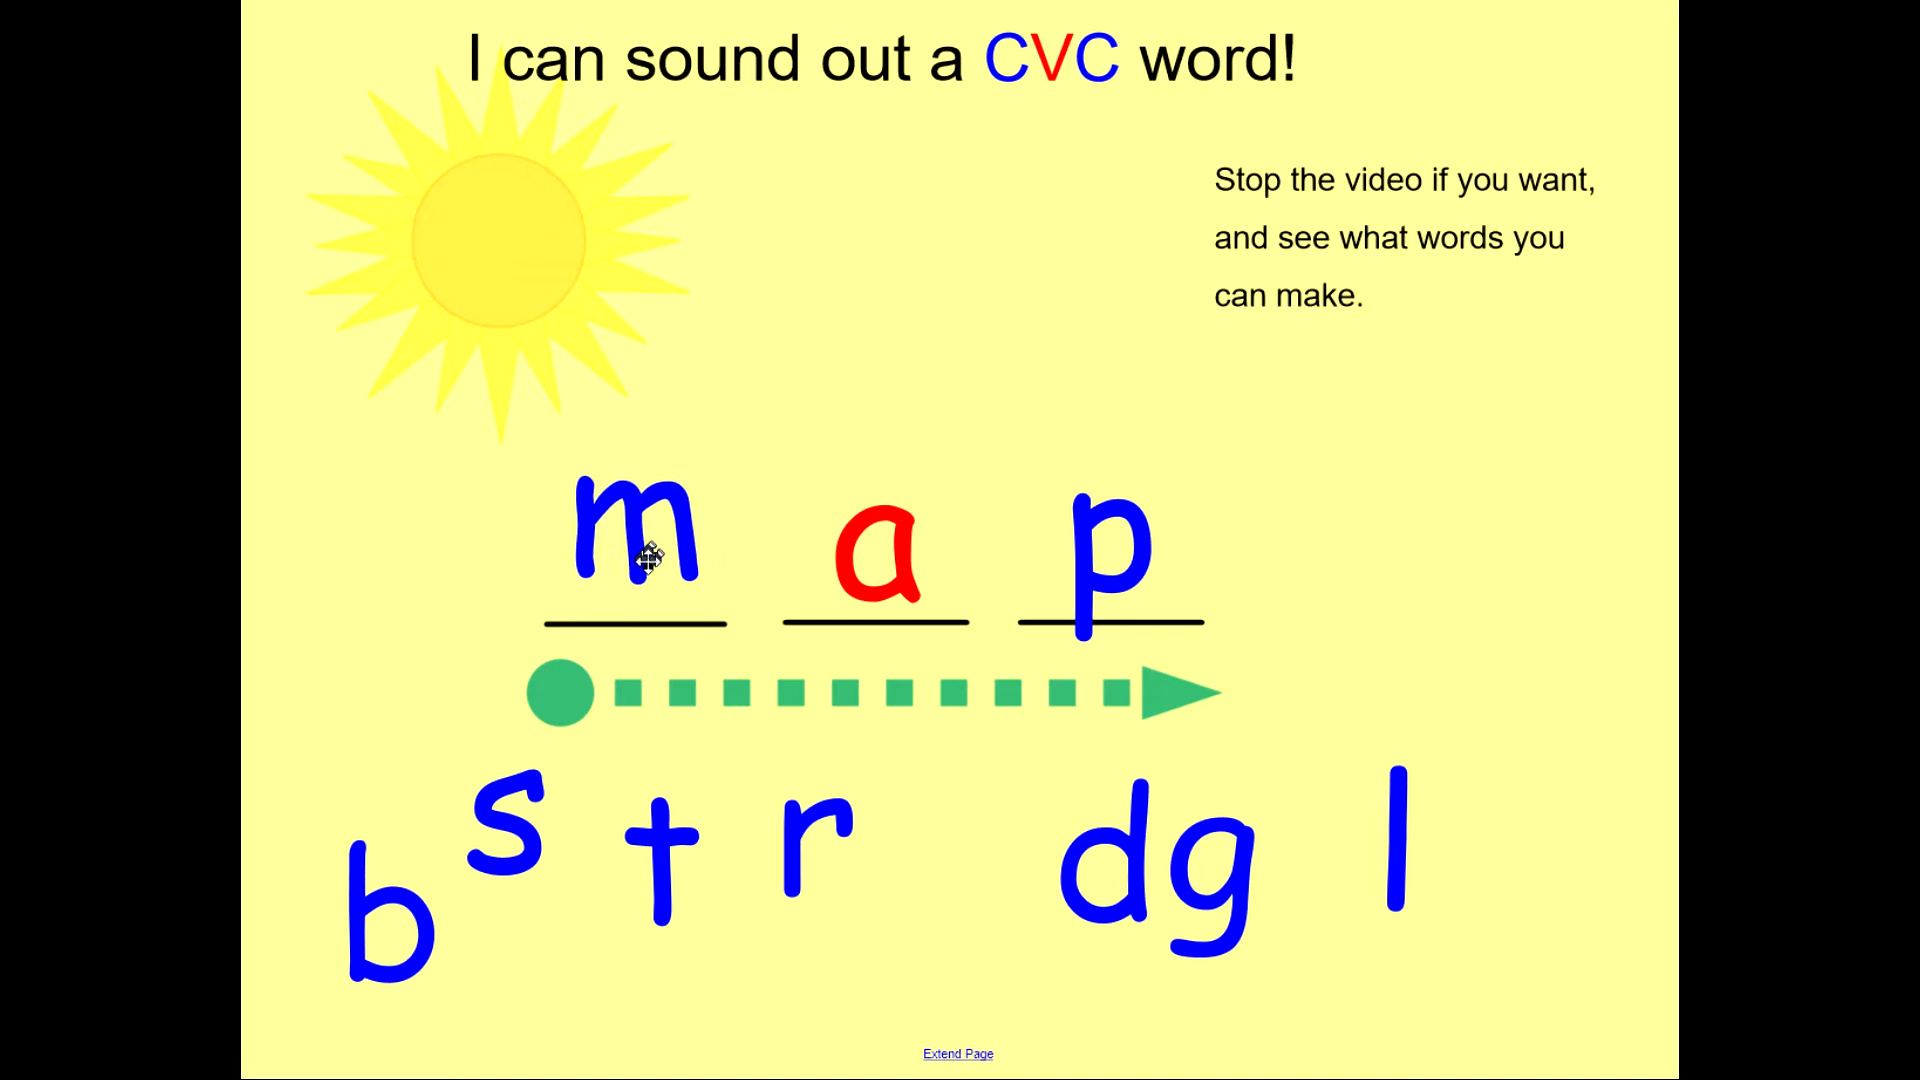 I can sound out a CVC word!
Stop the video if you want,
and see what words you
can make.
m a p
b s t r d g l
Extend Page